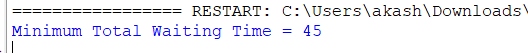 ================= RESTART: C:\Users\akash\Downloads\
Minimum Total Waiting Time = 45